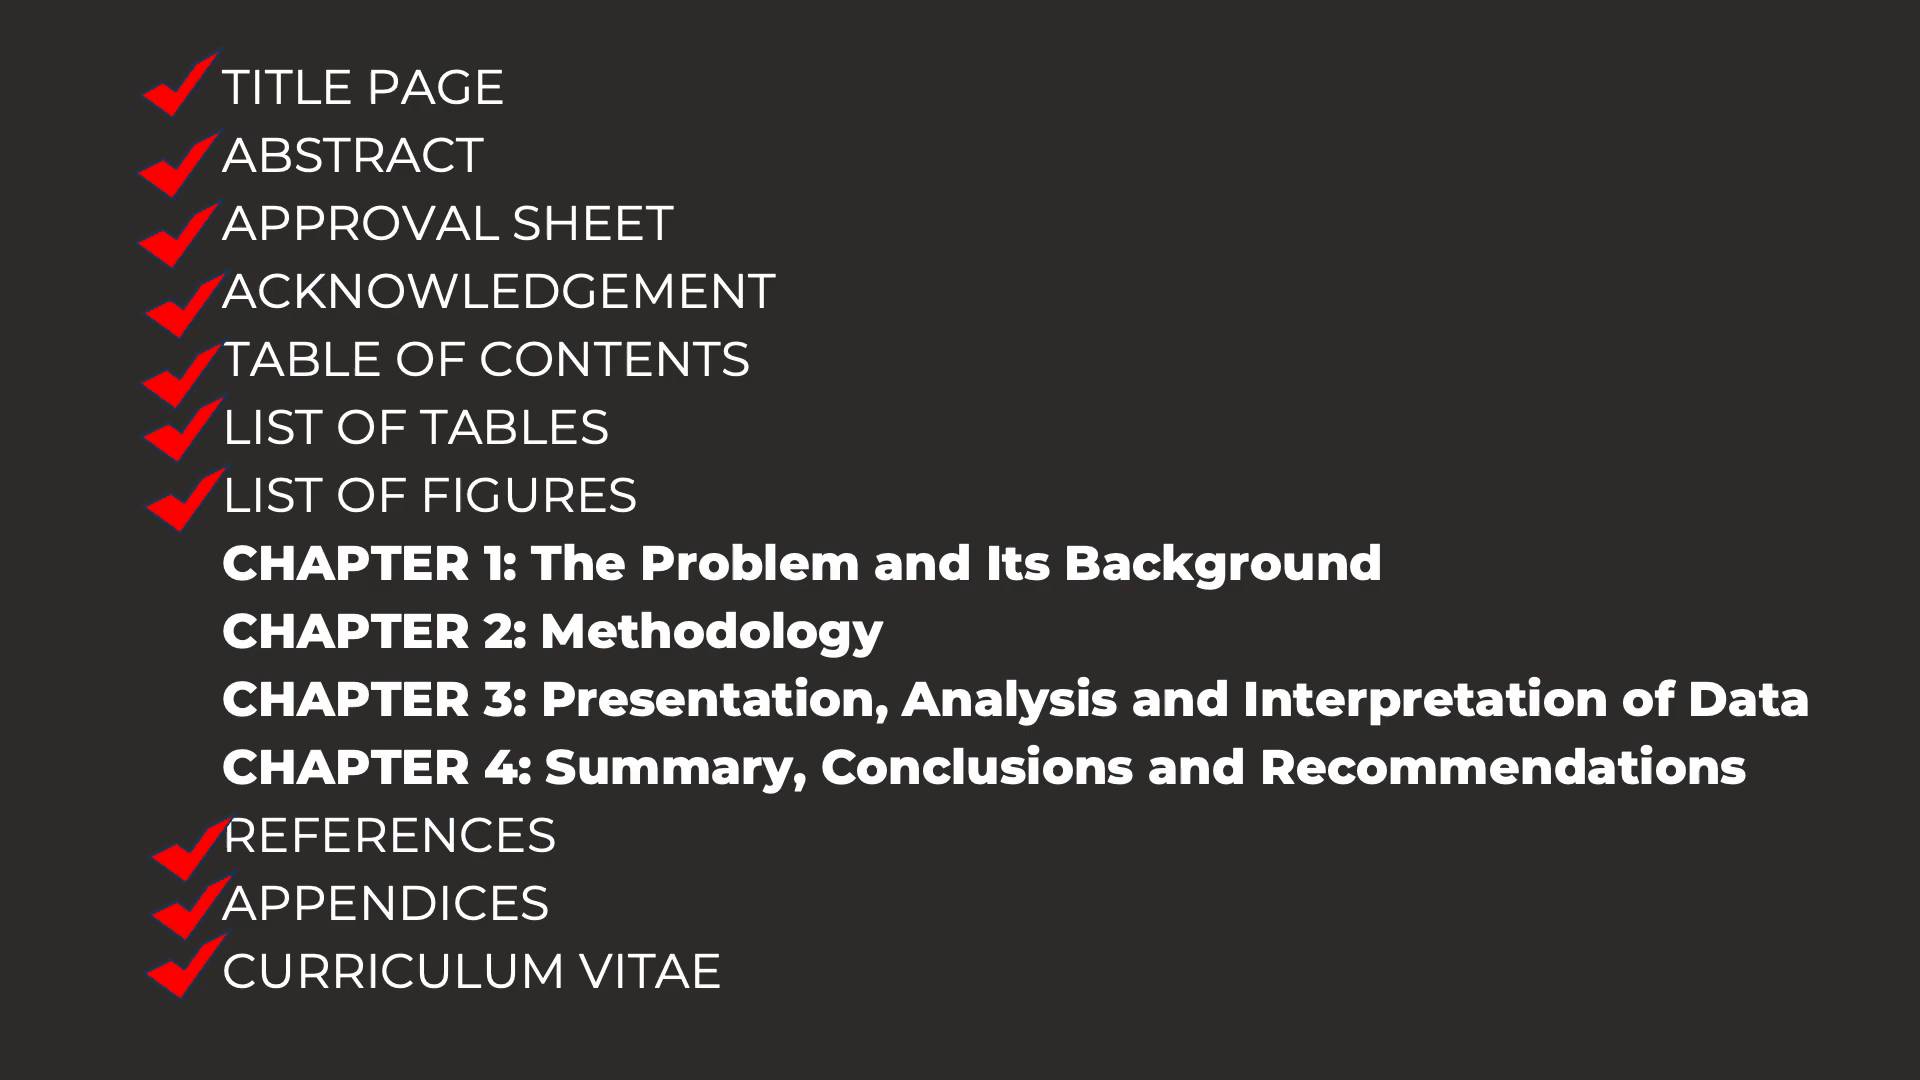 TITLE PAGE
ABSTRACT
APPROVAL SHEET
ACKNOWLEDGEMENT
TABLE OF CONTENTS
LIST OF TABLES
LIST OF FIGURES
CHAPTER 1: The Problem and Its Background
CHAPTER 2: Methodology
CHAPTER 3: Presentation, Analysis and Interpretation of Data
CHAPTER 4: Summary, Conclusions and Recommendations
REFERENCES
APPENDICES
CURRICULUM VITAE